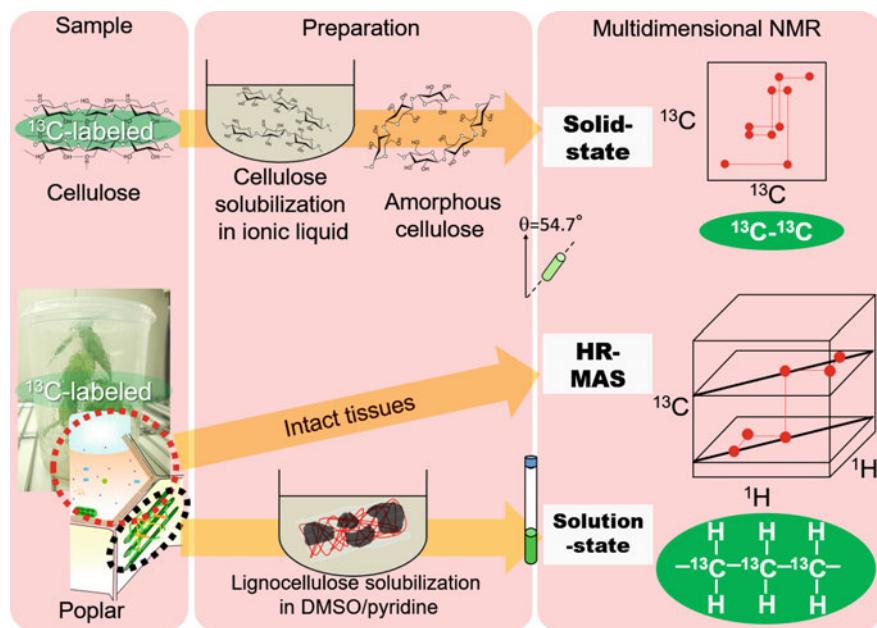 Sample
Preparation
Multidimensional NMR
¹³C-labeled
Cellulose
Cellulose
solubilization
in ionic liquid
Amorphous
cellulose
Solid-
state
¹³C
¹³C
¹³C-¹³C
θ=54.7°
¹³C-labeled
Poplar
Intact tissues
HR-
MAS
¹³C
¹H
¹H
Lignocellulose solubilization
in DMSO/pyridine
Solution
-state
H H H
–¹³C–¹³C–¹³C–
H H H